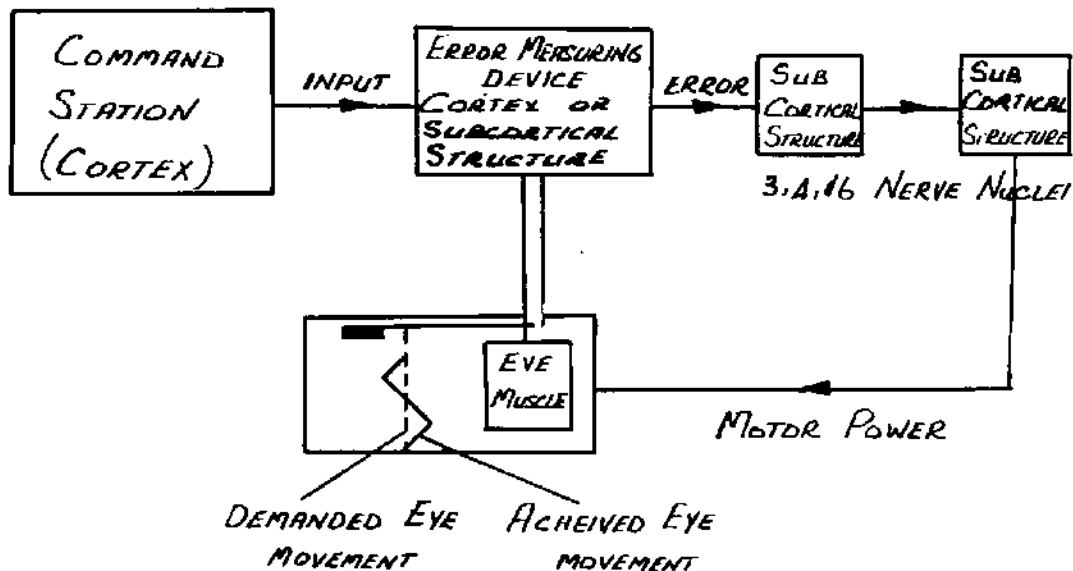 COMMAND
STATION
(CORTEX)
INPUT
ERROR MEASURING
DEVICE
CORTEX OR
SUBCORTICAL
STRUCTURE
ERROR
SUB
CORTICAL
STRUCTURE
SUB
CORTICAL
STRUCTURE
3,4,&6 NERVE NUCLEI
EYE
MUSCLE
MOTOR POWER
DEMANDED EYE
MOVEMENT
ACHEIVED EYE
MOVEMENT